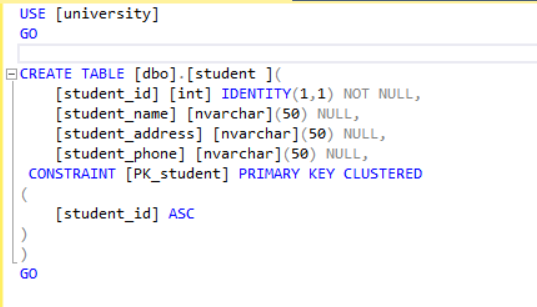 USE [university]
GO
CREATE TABLE [dbo].[student ](
[student_id] [int] IDENTITY(1,1) NOT NULL,
[student_name] [nvarchar](50) NULL,
[student_address] [nvarchar](50) NULL,
[student_phone] [nvarchar](50) NULL,
CONSTRAINT [PK_student] PRIMARY KEY CLUSTERED
(
[student_id] ASC
)
)
GO